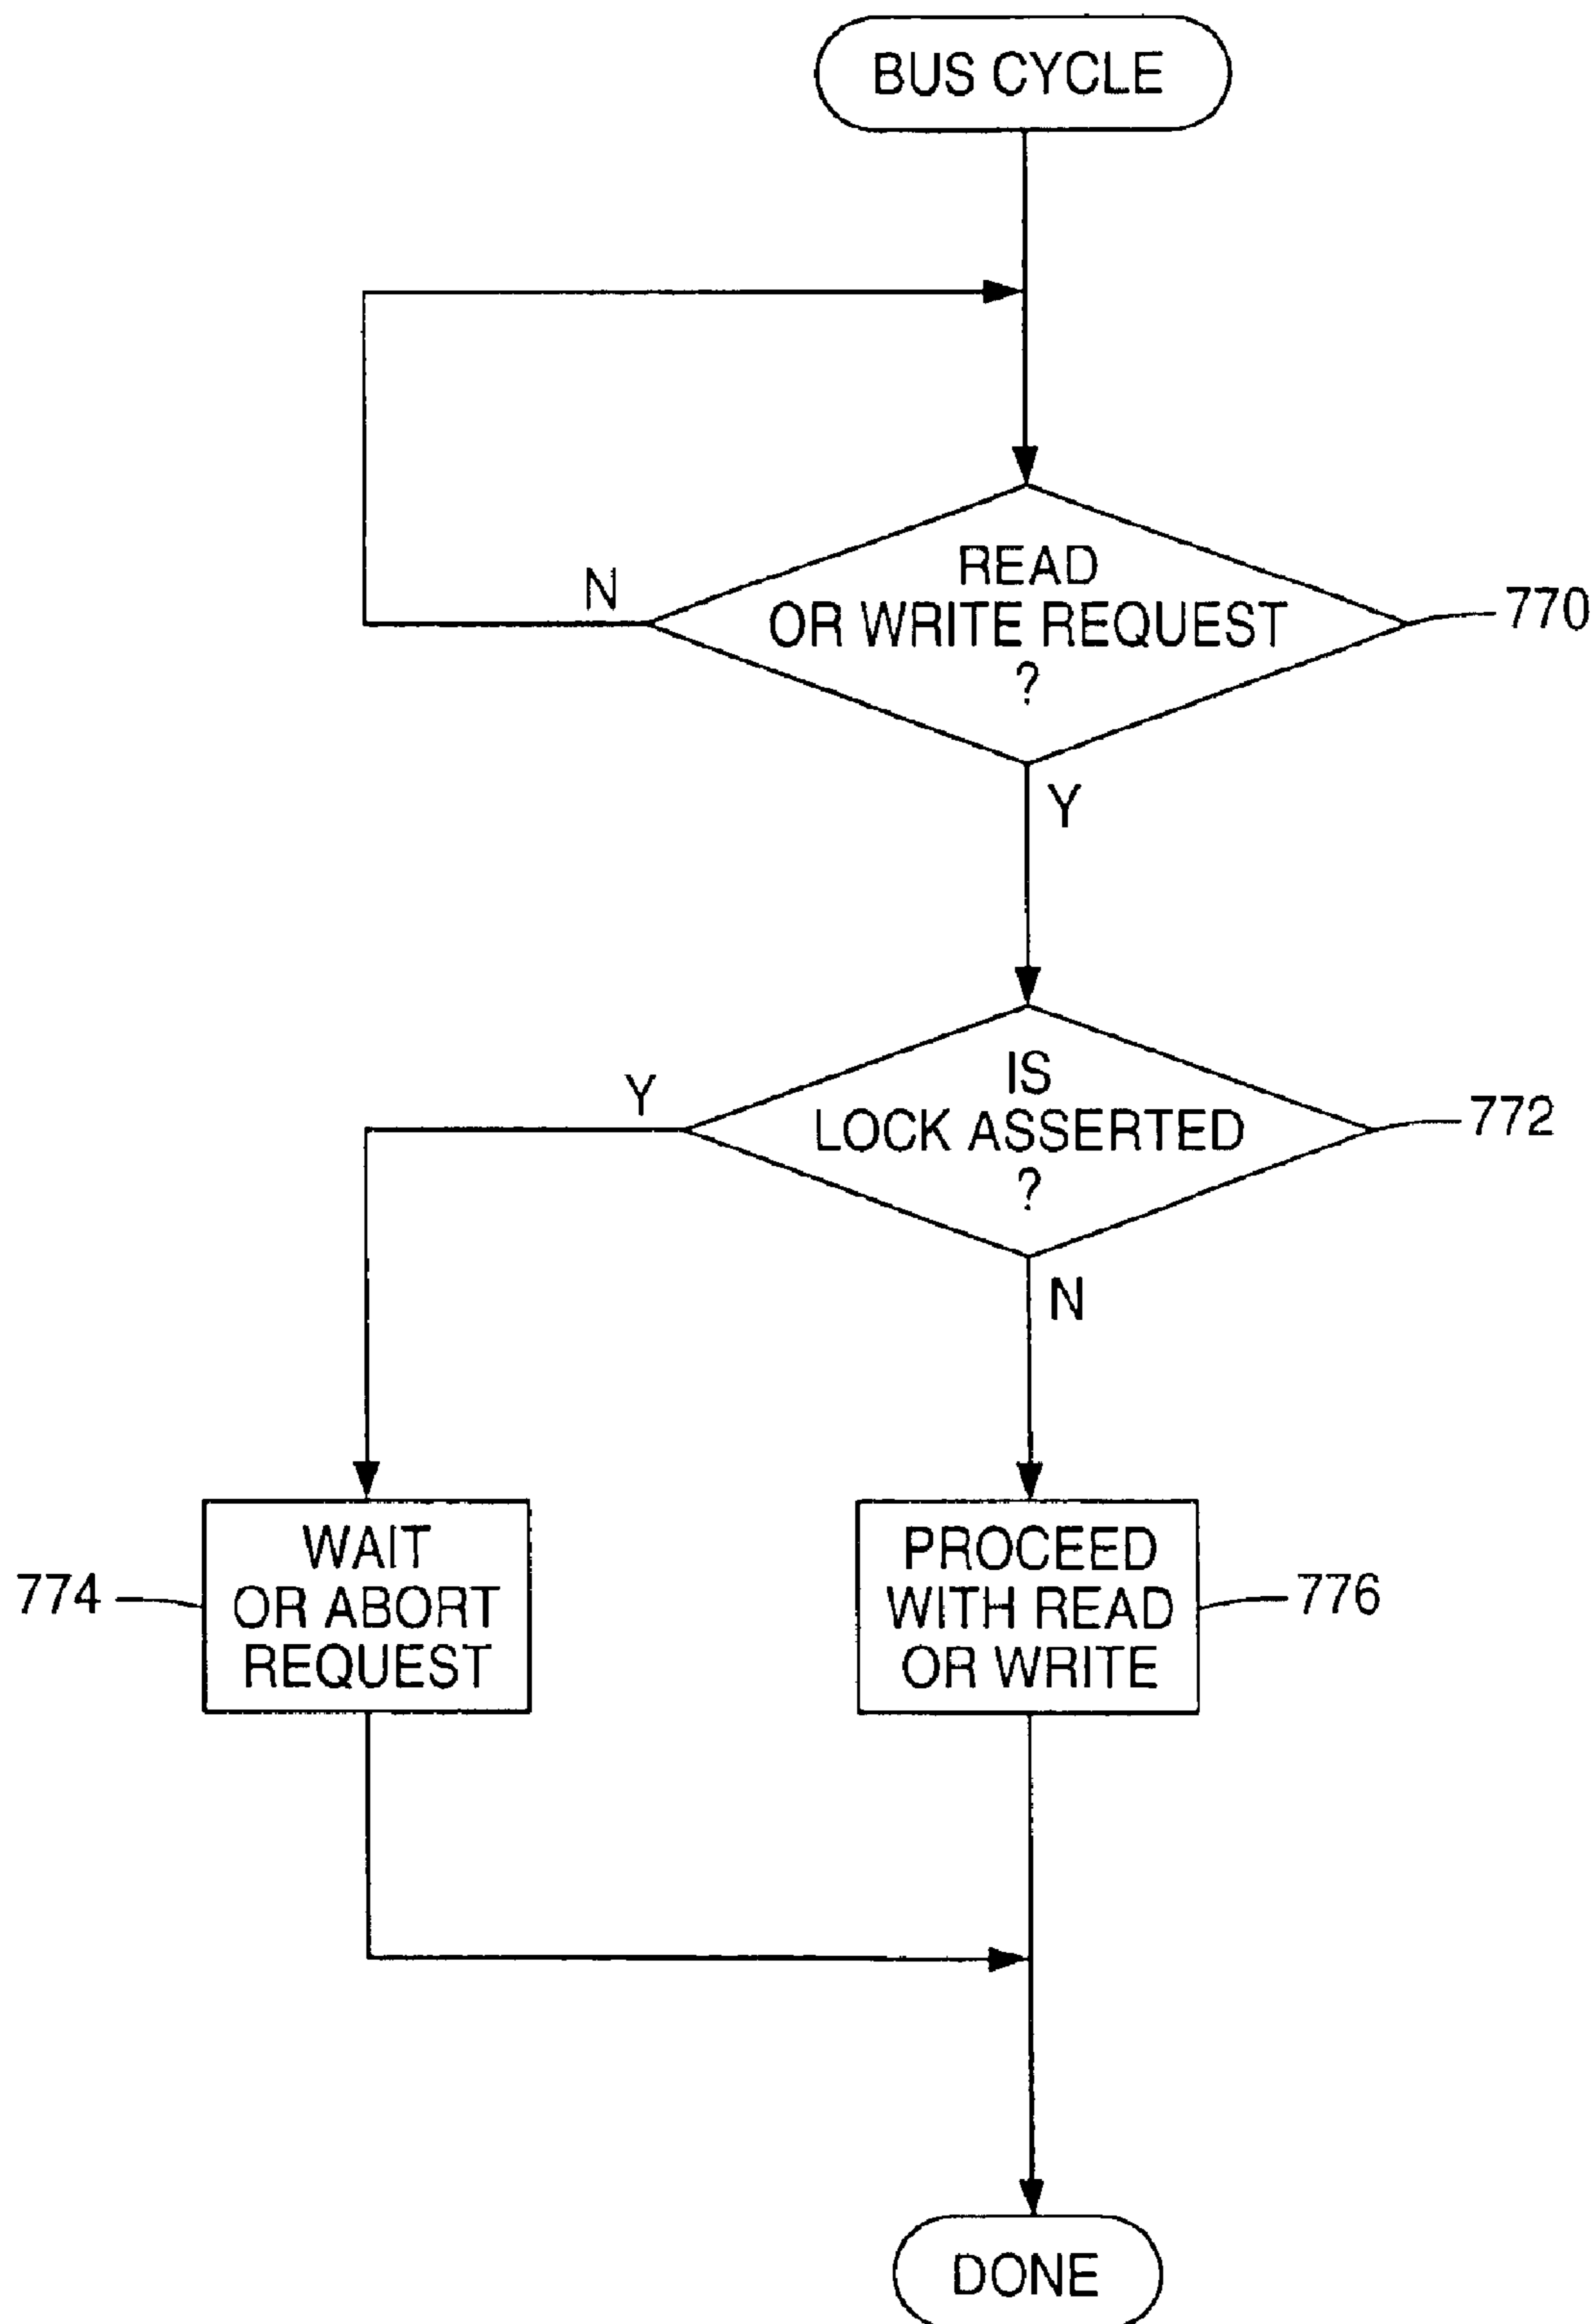 BUS CYCLE
READ
OR WRITE REQUEST
?
770
N
Y
IS
LOCK ASSERTED
?
772
Y
N
WAIT
OR ABORT
REQUEST
774
PROCEED
WITH READ
OR WRITE
776
DONE